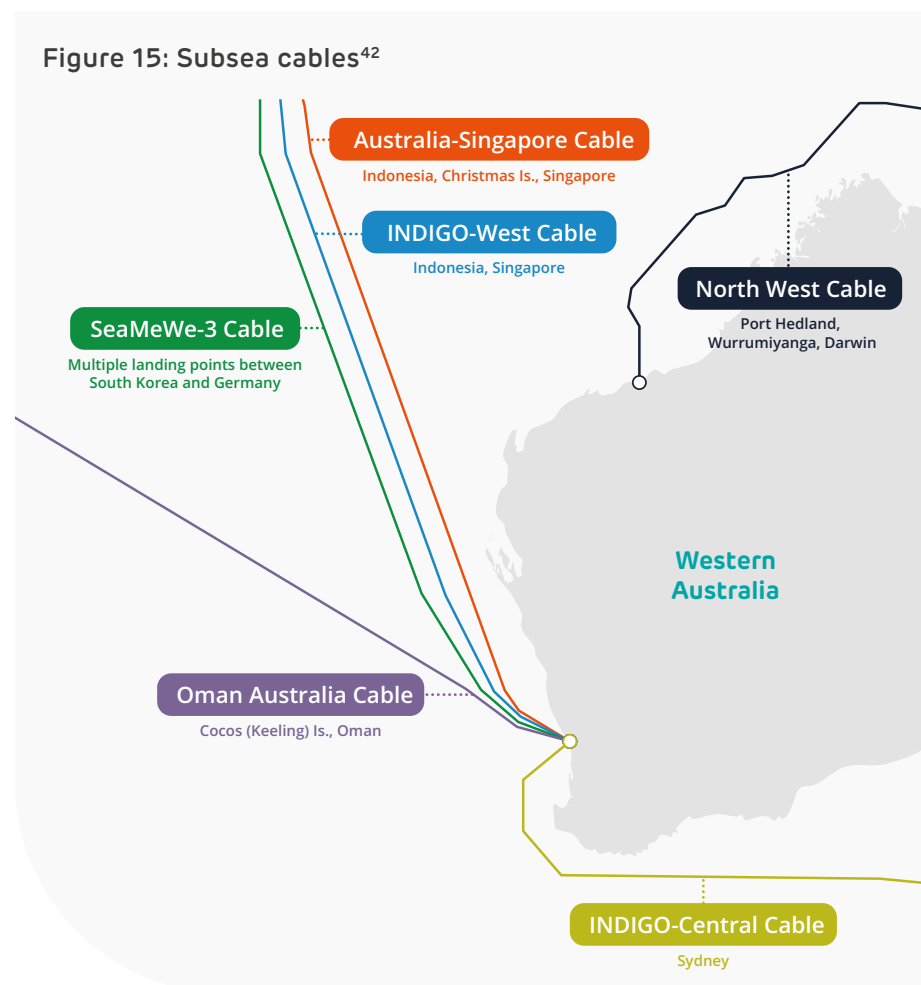 Figure 15: Subsea cables⁴²
Australia-Singapore Cable
Indonesia, Christmas Is., Singapore
INDIGO-West Cable
Indonesia, Singapore
North West Cable
Port Hedland,
Wurrumiyanga, Darwin
SeaMeWe-3 Cable
Multiple landing points between
South Korea and Germany
Western
Australia
Oman Australia Cable
Cocos (Keeling) Is., Oman
INDIGO-Central Cable
Sydney